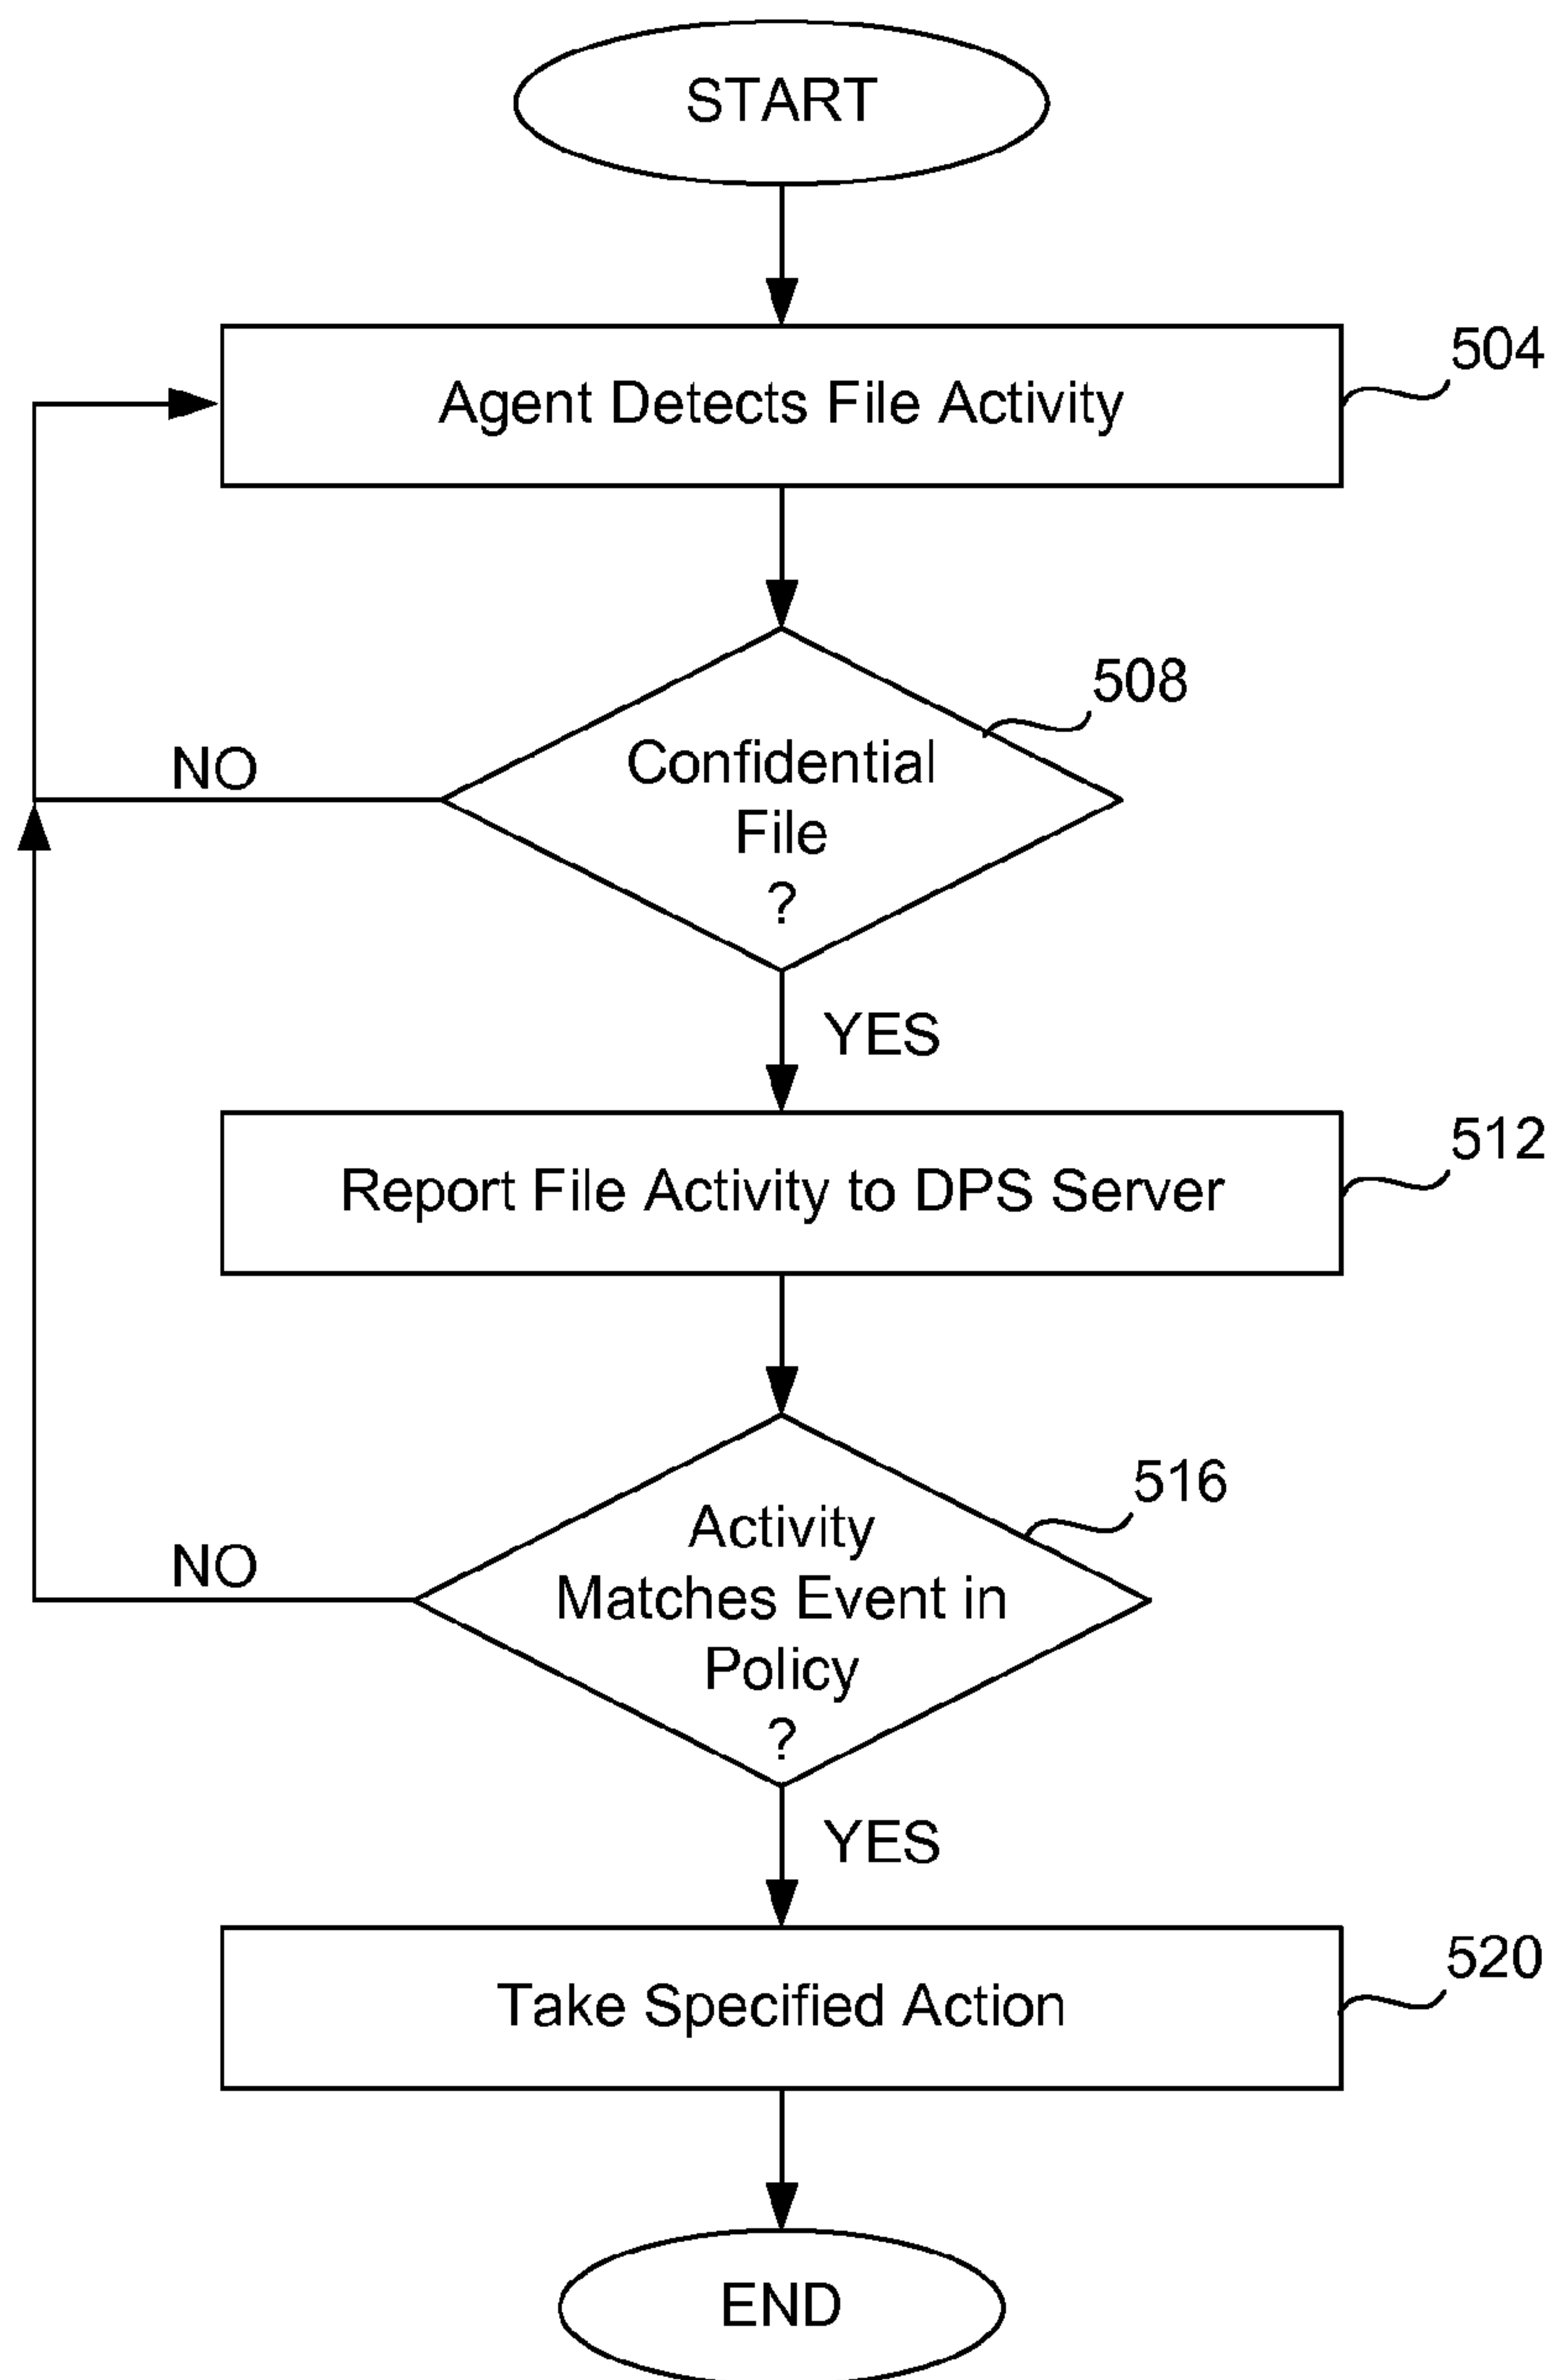 START
504
Agent Detects File Activity
508
Confidential
File
?
NO
YES
512
Report File Activity to DPS Server
516
Activity
Matches Event in
Policy
?
NO
YES
520
Take Specified Action
END